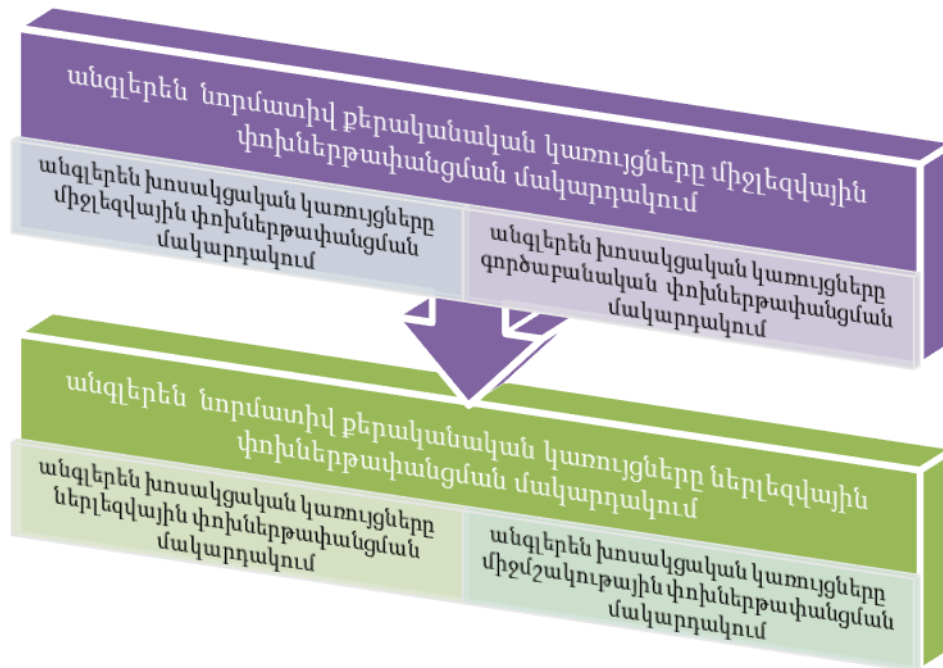 անգլերեն նորմատիվ քերականական կառույցները միջլեզվային
փոխներթափանցման մակարդակում
անգլերեն խոսակցական կառույցները
միջլեզվային փոխներթափանցման
մակարդակում
անգլերեն խոսակցական կառույցները
գործաբանական փոխներթափանցման
մակարդակում
անգլերեն նորմատիվ քերականական կառույցները ներլեզվային
փոխներթափանցման մակարդակում
անգլերեն խոսակցական կառույցները
ներլեզվային փոխներթափանցման
մակարդակում
անգլերեն խոսակցական կառույցները
միջմշակութային փոխներթափանցման
մակարդակում